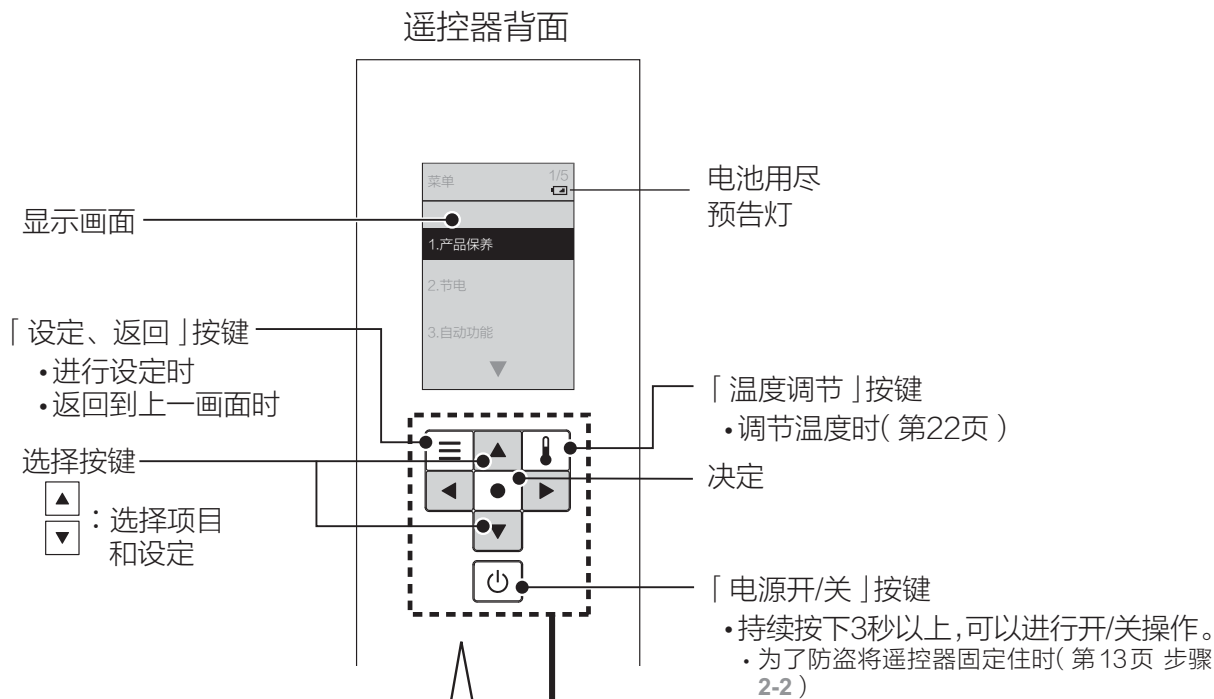 遥控器背面
菜单
1/5
1.产品保养
2.节电
3.自动功能
显示画面
「设定、返回」按键
•进行设定时
•返回到上一画面时
选择按键
▲
▼
：选择项目
和设定
电池用尽
预告灯
「温度调节」按键
•调节温度时(第22页)
决定
「电源开/关」按键
•持续按下3秒以上,可以进行开/关操作。
•为了防盗将遥控器固定住时(第13页 步骤
2-2)